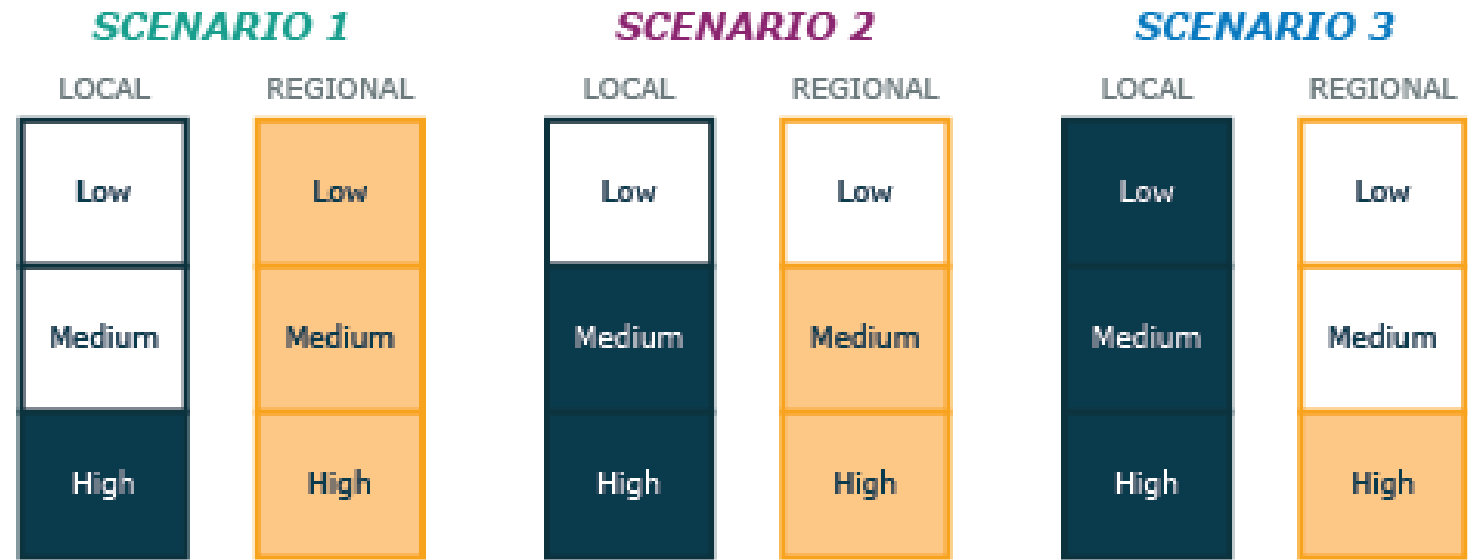 SCENARIO 1 SCENARIO 2 SCENARIO 3
LOCAL REGIONAL LOCAL REGIONAL LOCAL REGIONAL
Low Low Low Low Low Low
Medium Medium Medium Medium Medium Medium
High High High High High High